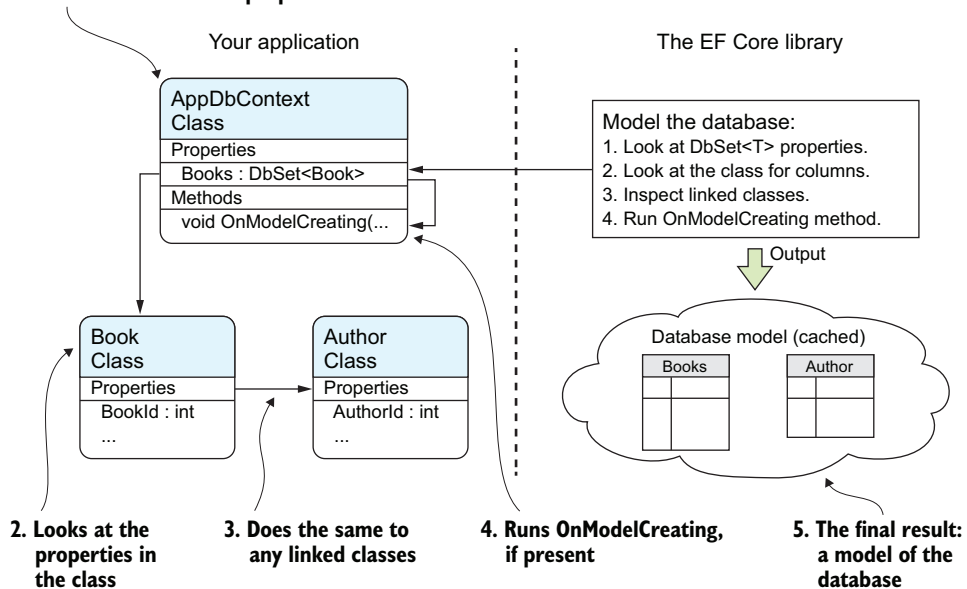 Your application
The EF Core library
AppDbContext
Class
Properties
Books : DbSet<Book>
Methods
void OnModelCreating(...
Model the database:
1. Look at DbSet<T> properties.
2. Look at the class for columns.
3. Inspect linked classes.
4. Run OnModelCreating method.
Output
Book
Class
Properties
BookId : int
...
Author
Class
Properties
AuthorId : int
...
Database model (cached)
Books
Author
2. Looks at the
properties in
the class
3. Does the same to
any linked classes
4. Runs OnModelCreating,
if present
5. The final result:
a model of the
database